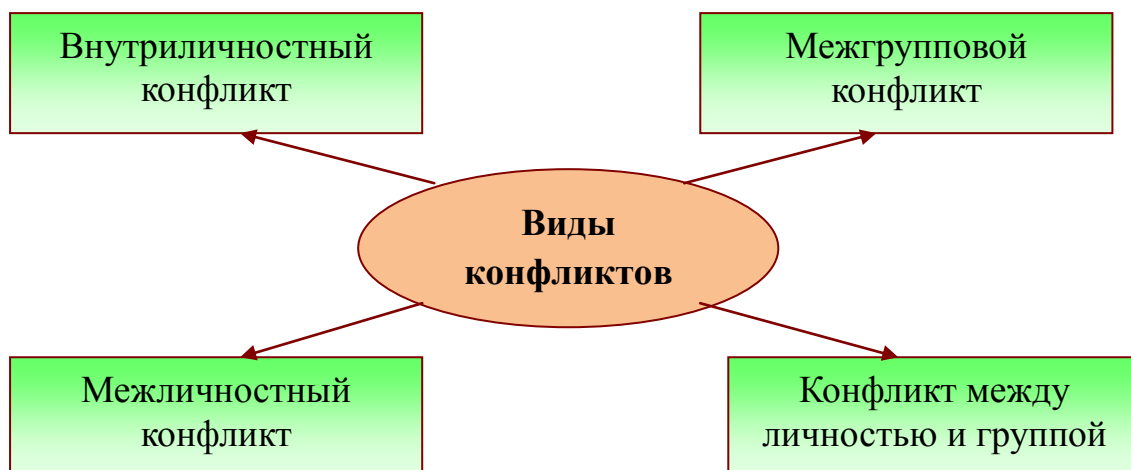 Внутриличностный
конфликт
Межгрупповой
конфликт
Виды
конфликтов
Межличностный
конфликт
Конфликт между
личностью и группой